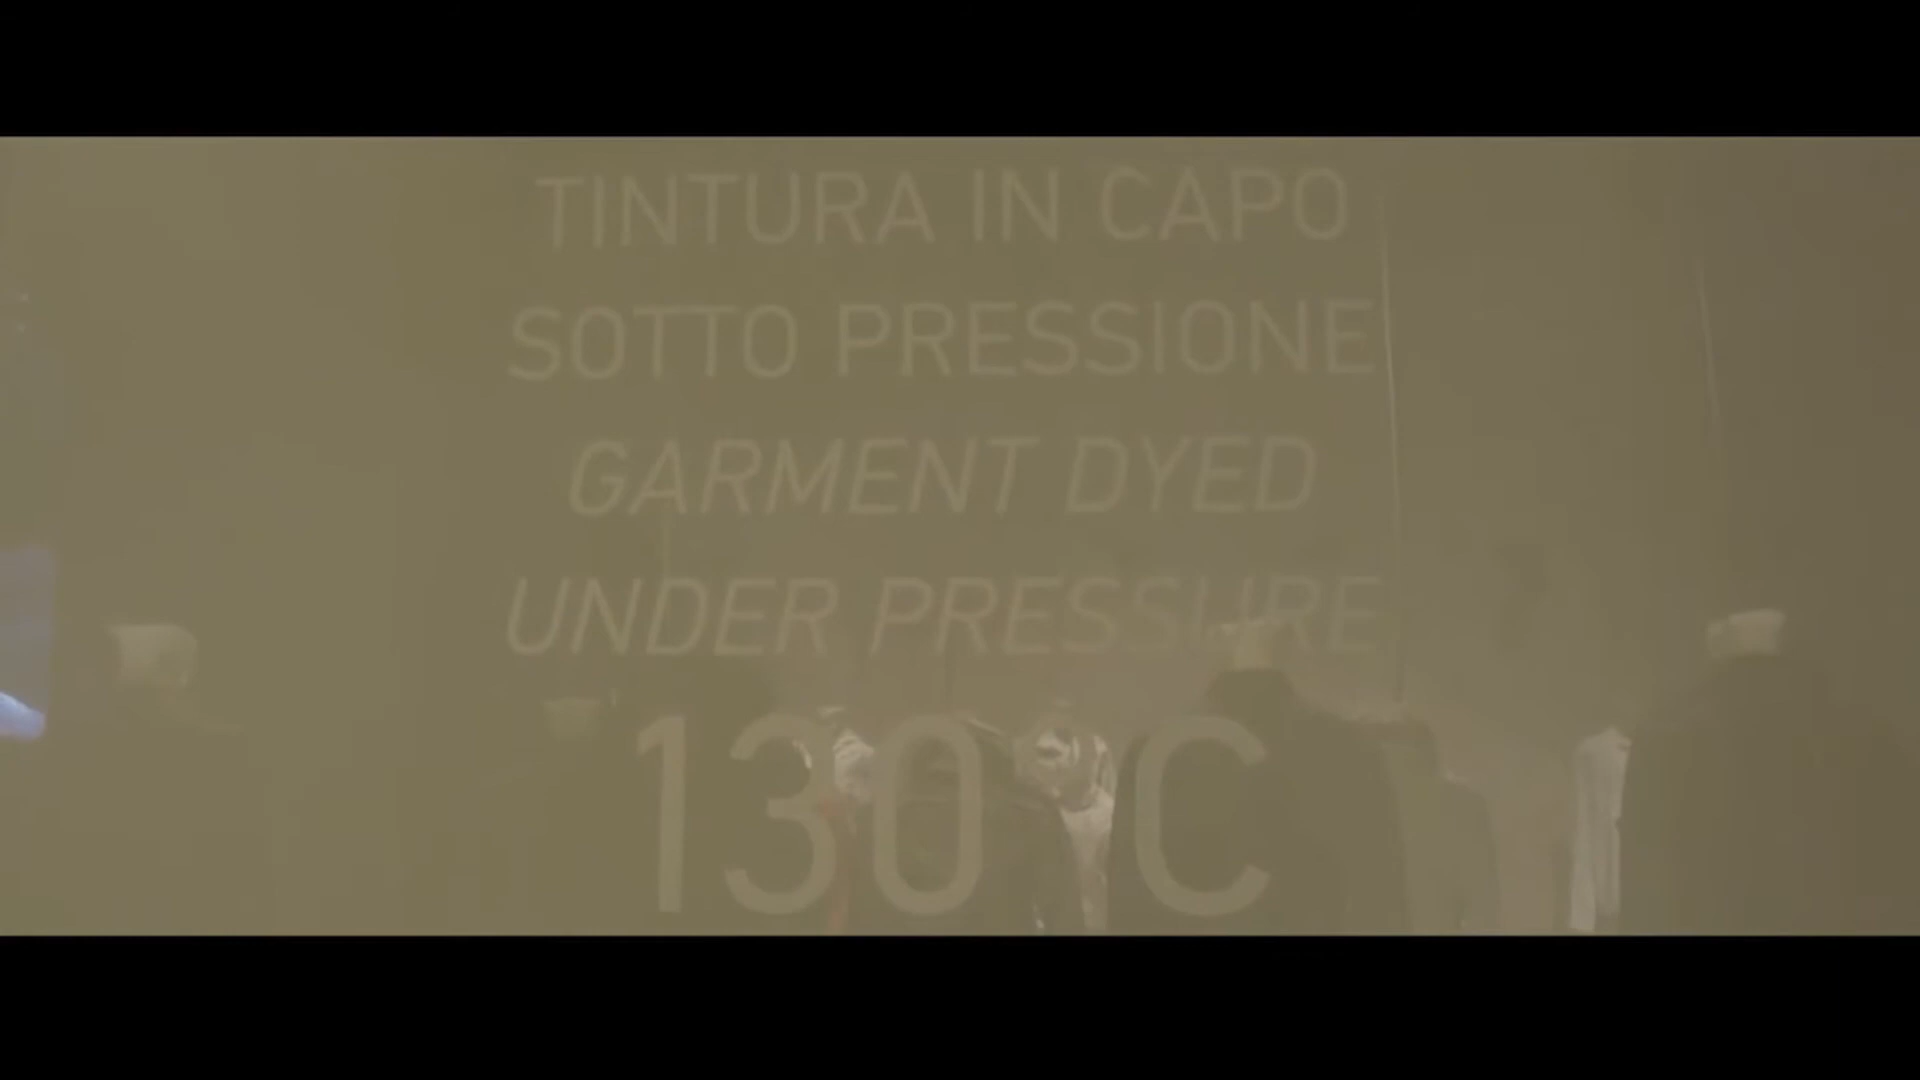 TINTURA IN CAPO
SOTTO PRESSIONE
GARMENT DYED
UNDER PRESSURE
130°C